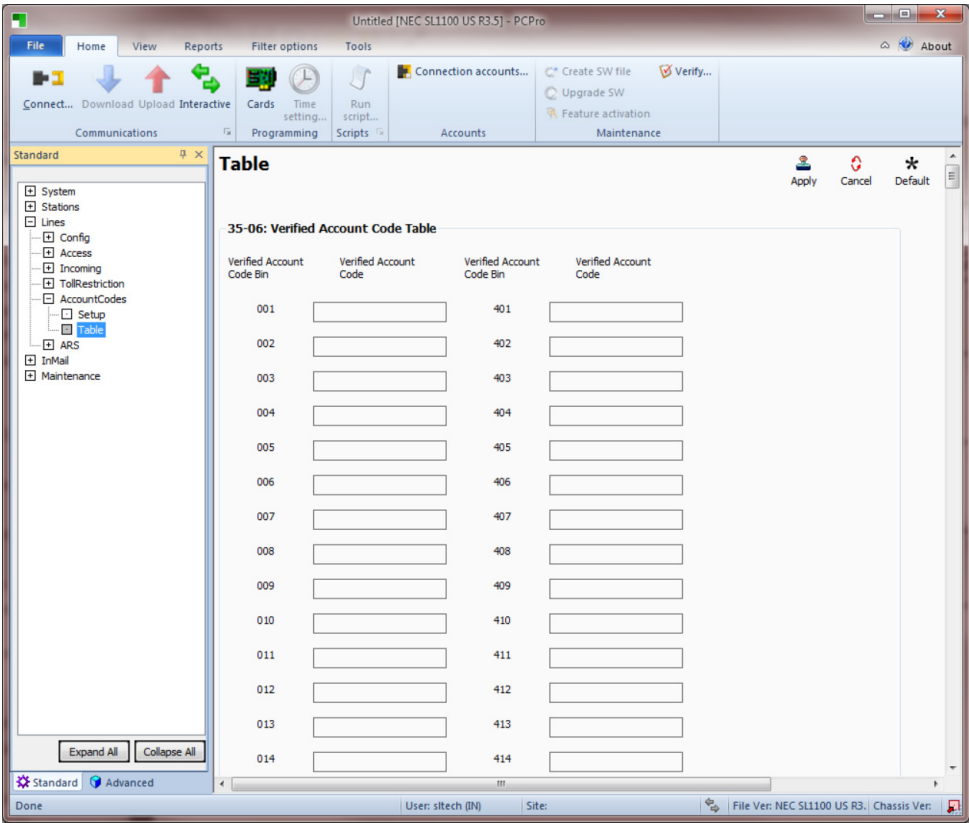 Untitled [NEC SL1100 US R3.5] - PCPro
File Home View Reports Filter options Tools About
Connect... Download Upload Interactive
Communications
Cards Time setting...
Programming
Run script...
Scripts
Connection accounts...
Accounts
Create SW file
Upgrade SW
Feature activation
Verify...
Maintenance
Standard
System
Stations
Lines
Config
Access
Incoming
TollRestriction
AccountCodes
Setup
Table
ARS
InMail
Maintenance
Expand All Collapse All
Standard Advanced
Table
Apply Cancel Default
35-06: Verified Account Code Table
Verified Account Code Bin Verified Account Code Verified Account Code Bin Verified Account Code
001 401
002 402
003 403
004 404
005 405
006 406
007 407
008 408
009 409
010 410
011 411
012 412
013 413
014 414
Done User: sltech (IN) Site: File Ver: NEC SL1100 US R3. Chassis Ver: